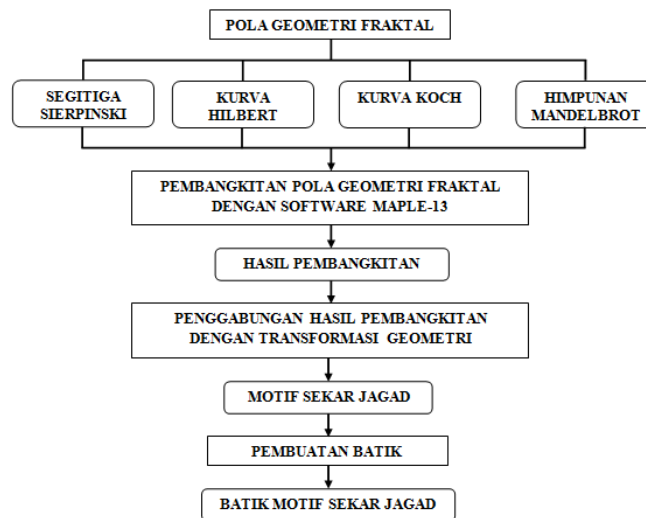 POLA GEOMETRI FRAKTAL
SEGITIGA
SIERPINSKI
KURVA
HILBERT
KURVA KOCH
HIMPUNAN
MANDELBROT
PEMBANGKITAN POLA GEOMETRI FRAKTAL
DENGAN SOFTWARE MAPLE-13
HASIL PEMBANGKITAN
PENGGABUNGAN HASIL PEMBANGKITAN
DENGAN TRANSFORMASI GEOMETRI
MOTIF SEKAR JAGAD
PEMBUATAN BATIK
BATIK MOTIF SEKAR JAGAD